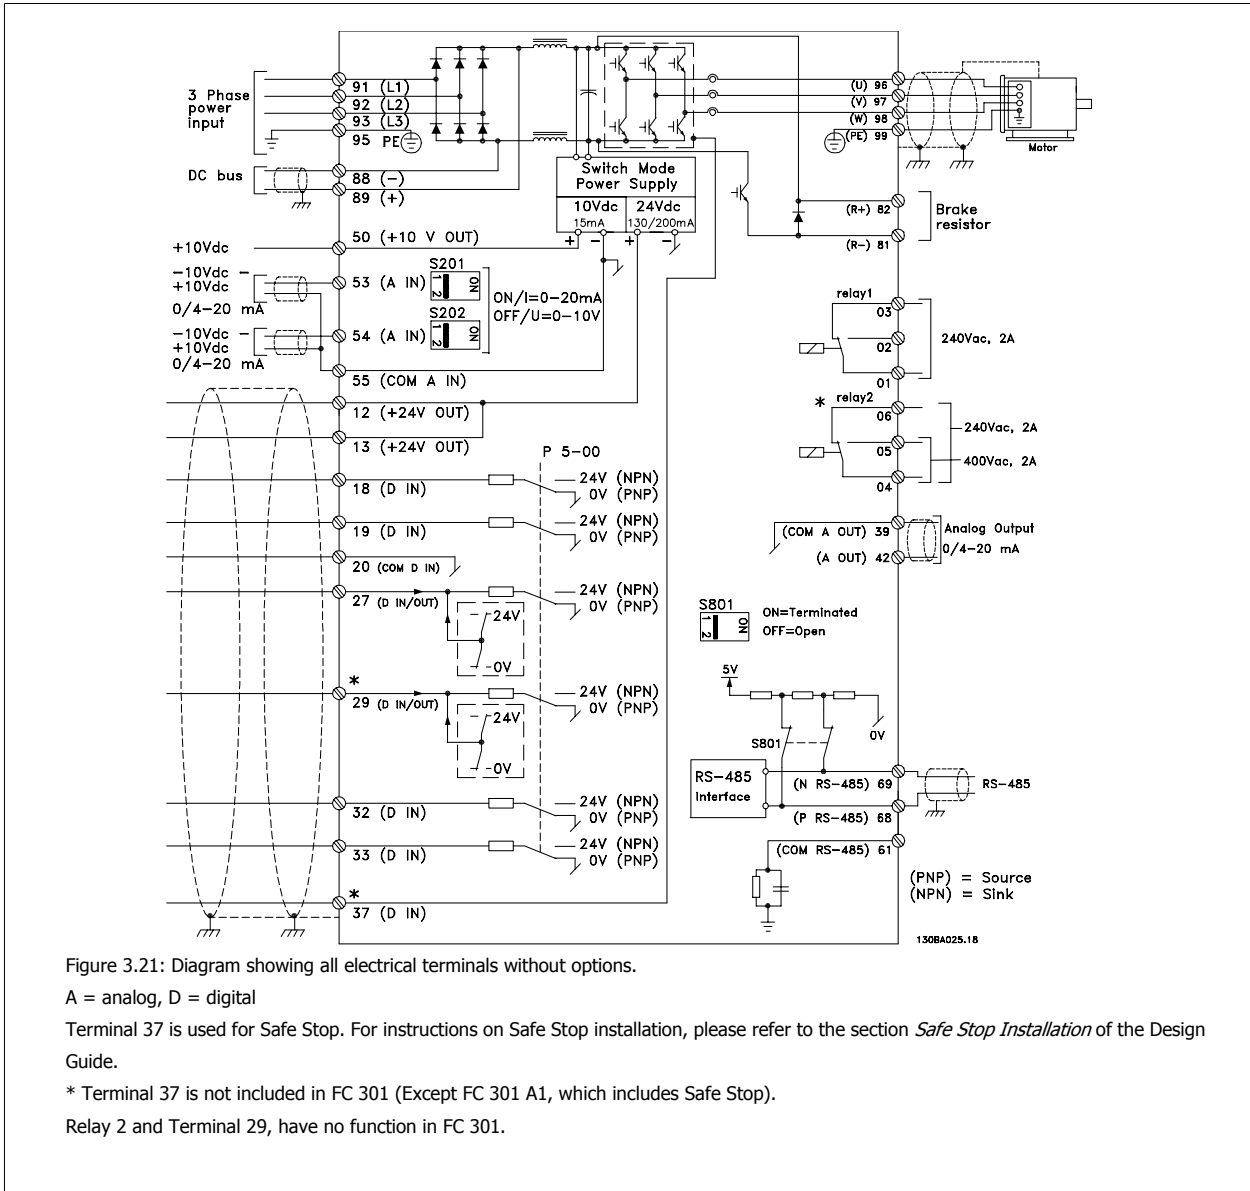 3 Phase
power
input
91 (L1)
92 (L2)
93 (L3)
95 PE
DC bus
88 (-)
89 (+)
+10Vdc
50 (+10 V OUT)
-10Vdc -
+10Vdc
0/4-20 mA
53 (A IN)
S201
1 2
ON
ON/I=0-20mA
OFF/U=0-10V
-10Vdc -
+10Vdc
0/4-20 mA
54 (A IN)
S202
1 2
ON
55 (COM A IN)
12 (+24V OUT)
13 (+24V OUT)
P 5-00
18 (D IN)
24V (NPN)
0V (PNP)
19 (D IN)
24V (NPN)
0V (PNP)
20 (COM D IN)
27 (D IN/OUT)
24V (NPN)
0V (PNP)
24V
0V
*
29 (D IN/OUT)
24V (NPN)
0V (PNP)
24V
0V
32 (D IN)
24V (NPN)
0V (PNP)
33 (D IN)
24V (NPN)
0V (PNP)
*
37 (D IN)
Switch Mode
Power Supply
10Vdc
15mA
24Vdc
130/200mA
+ - + -
(U) 96
(V) 97
(W) 98
(PE) 99
Motor
(R+) 82
Brake
resistor
(R-) 81
relay1
03
02
240Vac, 2A
01
* relay2
06
240Vac, 2A
05
400Vac, 2A
04
(COM A OUT) 39
Analog Output
0/4-20 mA
(A OUT) 42
S801
1 2
ON
ON=Terminated
OFF=Open
5V
S801
0V
RS-485
Interface
(N RS-485) 69
RS-485
(P RS-485) 68
(COM RS-485) 61
(PNP) = Source
(NPN) = Sink
130BA025.18
Figure 3.21: Diagram showing all electrical terminals without options.
A = analog, D = digital
Terminal 37 is used for Safe Stop. For instructions on Safe Stop installation, please refer to the section Safe Stop Installation of the Design
Guide.
* Terminal 37 is not included in FC 301 (Except FC 301 A1, which includes Safe Stop).
Relay 2 and Terminal 29, have no function in FC 301.